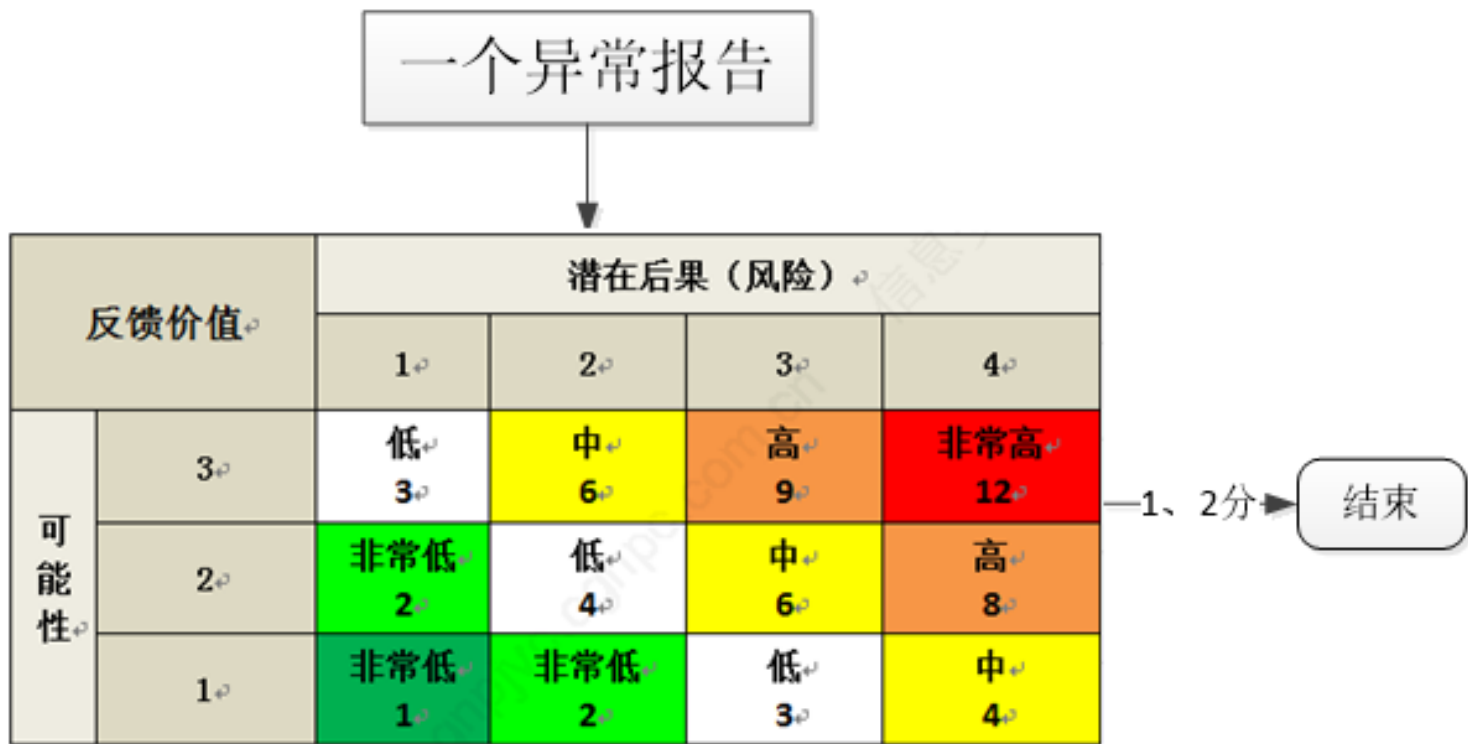 一个异常报告
反馈价值
潜在后果（风险）
1 2 3 4
可能性
3
低 中 高 非常高
3 6 9 12
2
非常低 低 中 高
2 4 6 8
1
非常低 非常低 低 中
1 2 3 4
1、2分
结束